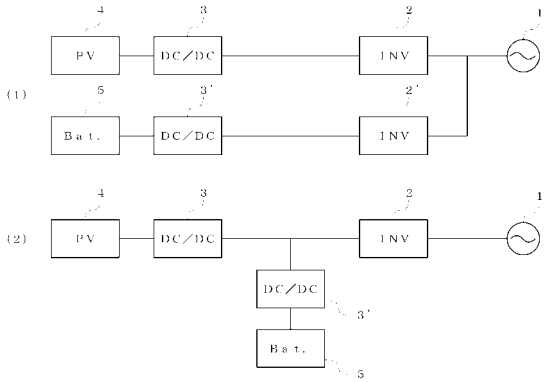 4 3 2 1
PV DC/DC INV
(1)
5 3' 2'
Bat. DC/DC INV
4 3 2 1
(2) PV DC/DC INV
DC/DC
3'
Bat.
5